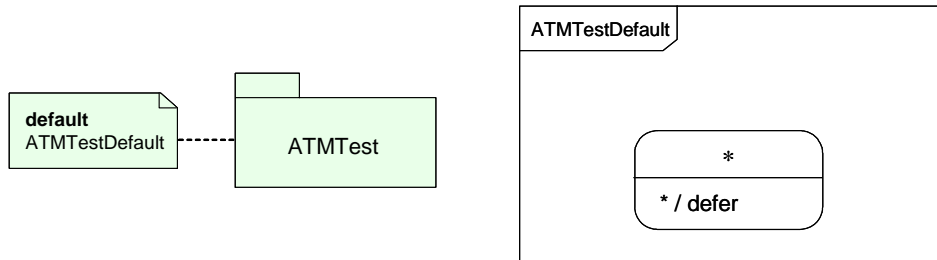 default
ATMTestDefault
ATMTest
ATMTestDefault
*
* / defer